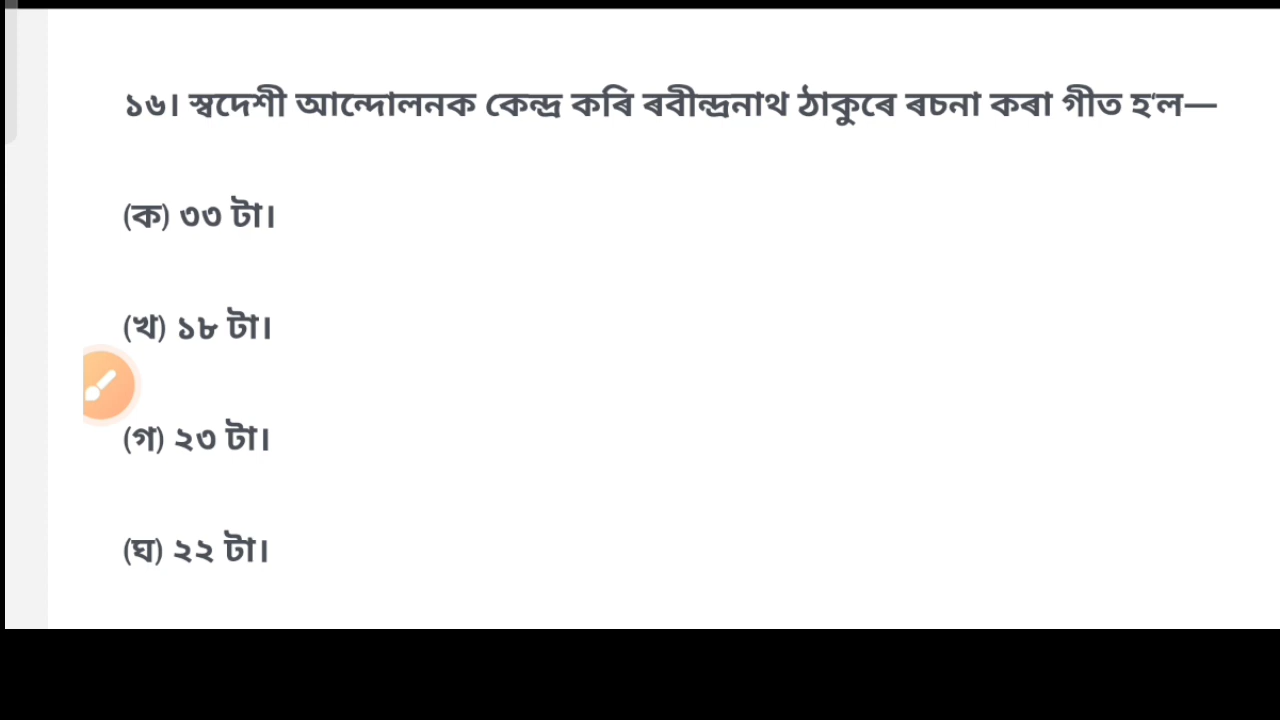 ১৬। স্বদেশী আন্দোলনক কেন্দ্ৰ কৰি ৰবীন্দ্ৰনাথ ঠাকুৰে ৰচনা কৰা গীত হ'ল—
(ক) ৩৩ টা।
(খ) ১৮ টা।
(গ) ২৩ টা।
(ঘ) ২২ টা।